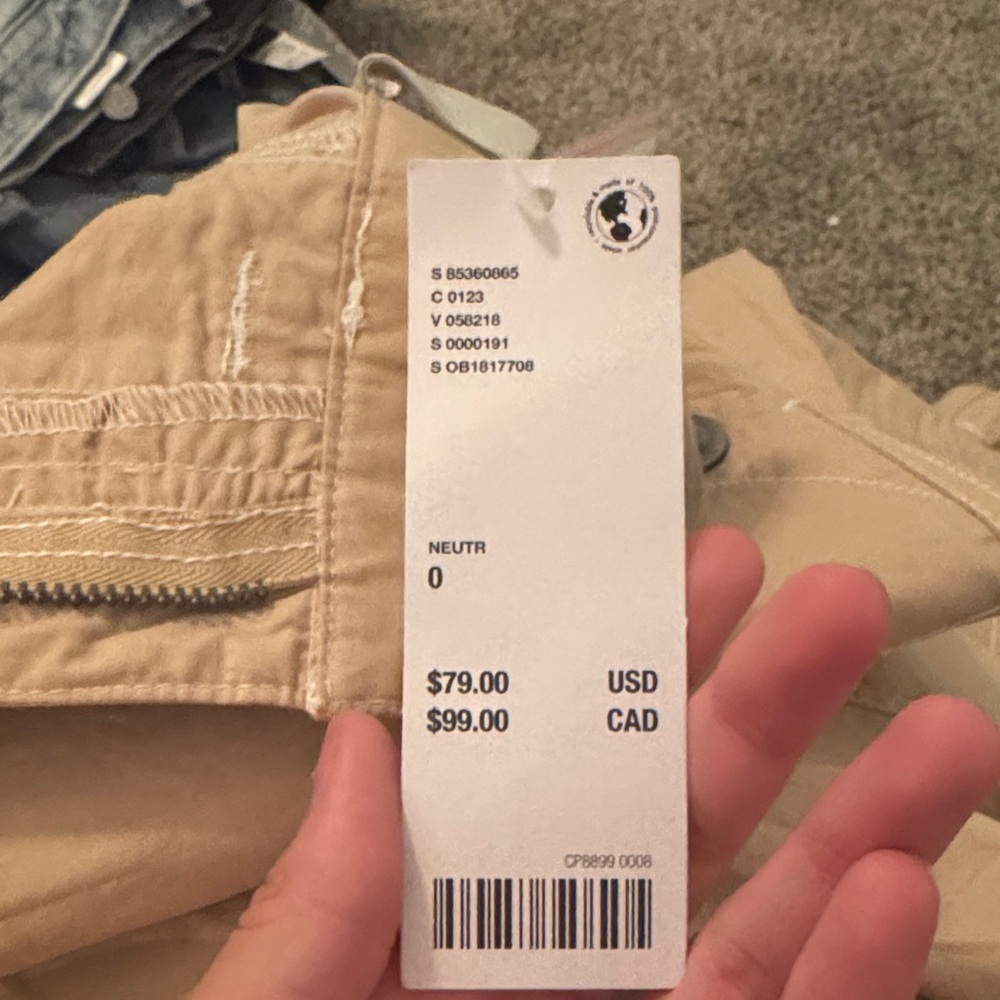 S 85360865
C 0123
V 058218
S 0000191
S OB1817708
NEUTR
0
$79.00 USD
$99.00 CAD
CP8899 0008